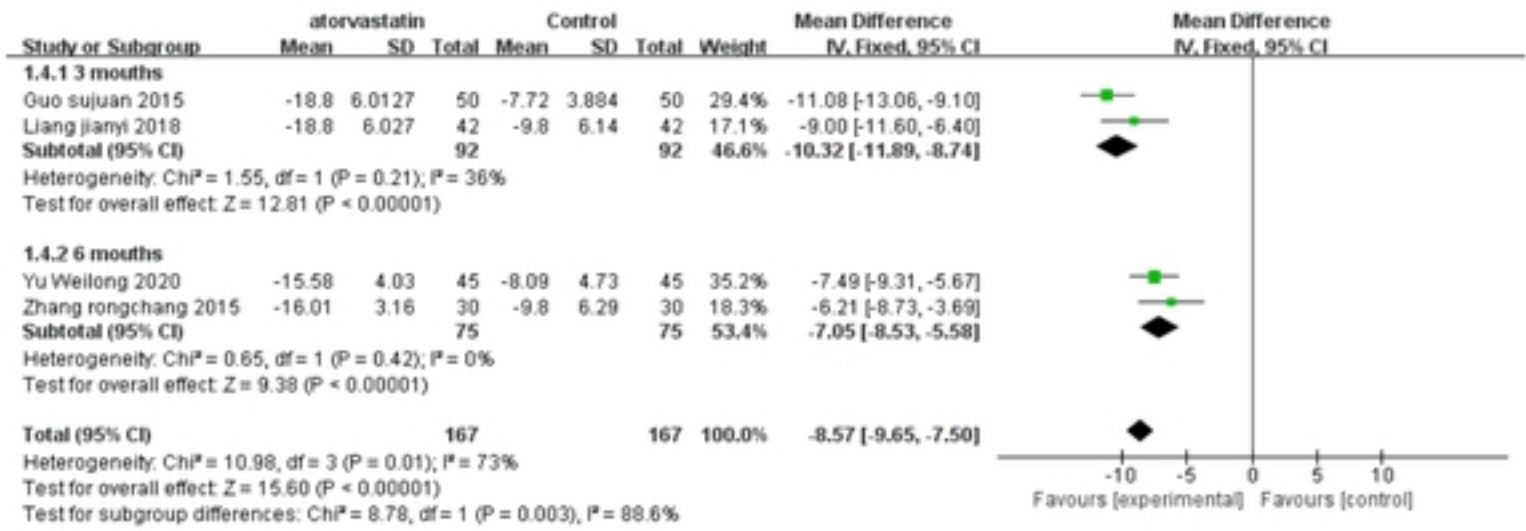 atorvastatin Control Mean Difference Mean Difference
Study or Subgroup Mean SD Total Mean SD Total Weight IV, Fixed, 95% CI IV, Fixed, 95% CI
1.4.1 3 mouths
Guo sujuan 2015 -18.8 6.0127 50 -7.72 3.884 50 29.4% -11.08 [-13.06, -9.10]
Liang jianyi 2018 -18.8 6.027 42 -9.8 6.14 42 17.1% -9.00 [-11.60, -6.40]
Subtotal (95% CI) 92 92 46.6% -10.32 [-11.89, -8.74]
Heterogeneity: Chi² = 1.55, df = 1 (P = 0.21); I² = 36%
Test for overall effect: Z = 12.81 (P < 0.00001)
1.4.2 6 mouths
Yu Weilong 2020 -15.58 4.03 45 -8.09 4.73 45 35.2% -7.49 [-9.31, -5.67]
Zhang rongchang 2015 -16.01 3.16 30 -9.8 6.29 30 18.3% -6.21 [-8.73, -3.69]
Subtotal (95% CI) 75 75 53.4% -7.05 [-8.53, -5.58]
Heterogeneity: Chi² = 0.65, df = 1 (P = 0.42); I² = 0%
Test for overall effect: Z = 9.38 (P < 0.00001)
Total (95% CI) 167 167 100.0% -8.57 [-9.65, -7.50]
Heterogeneity: Chi² = 10.98, df = 3 (P = 0.01); I² = 73%
Test for overall effect: Z = 15.60 (P < 0.00001)
Test for subgroup differences: Chi² = 8.78, df = 1 (P = 0.003), I² = 88.6%
-10 -5 0 5 10
Favours [experimental] Favours [control]